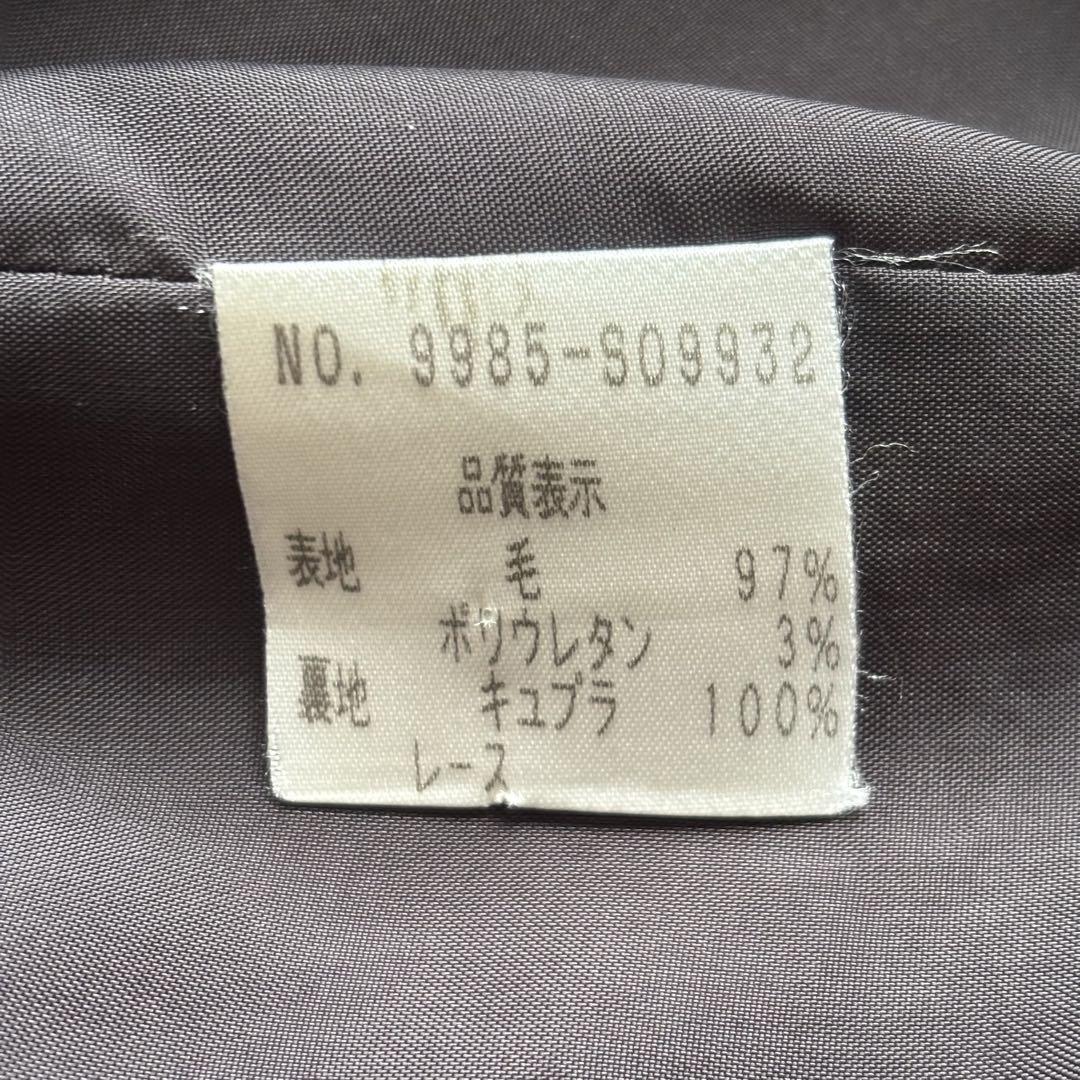 NO. 9985-S09932
品質表示
表地 毛 97%
ポリウレタン 3%
裏地 キュプラ 100%
レース